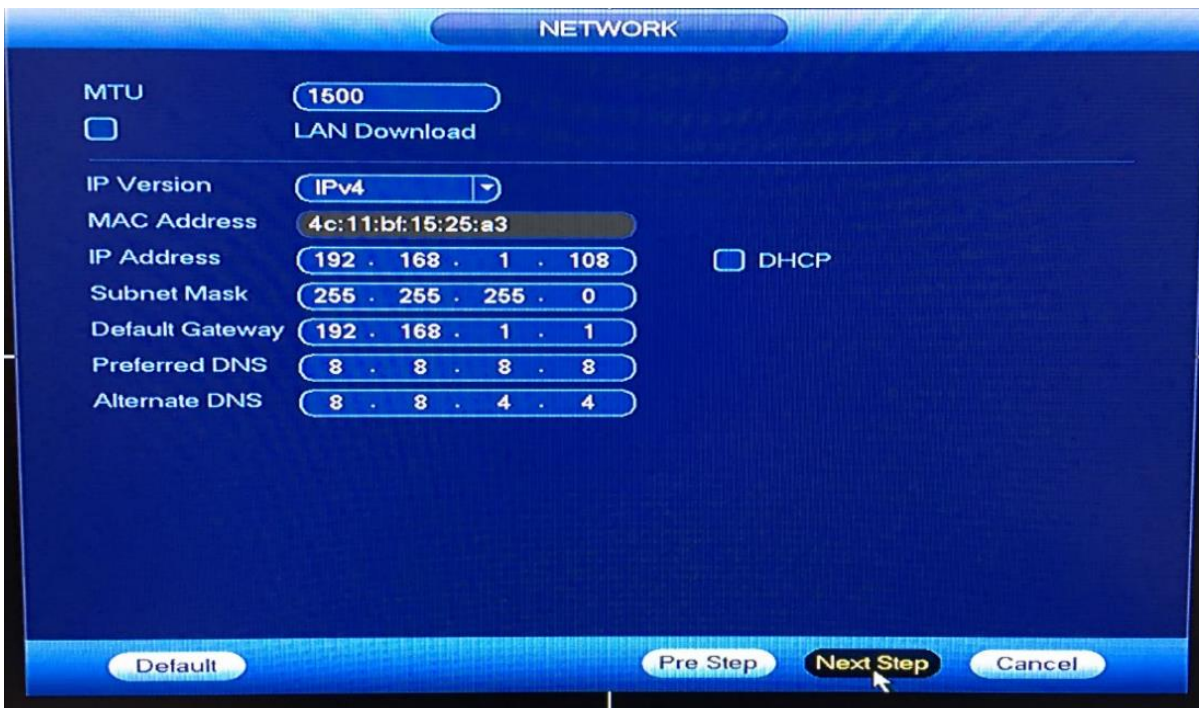 NETWORK
MTU 1500
LAN Download
IP Version IPv4
MAC Address 4c:11:bf:15:25:a3
IP Address 192 . 168 . 1 . 108 DHCP
Subnet Mask 255 . 255 . 255 . 0
Default Gateway 192 . 168 . 1 . 1
Preferred DNS 8 . 8 . 8 . 8
Alternate DNS 8 . 8 . 4 . 4
Default Pre Step Next Step Cancel